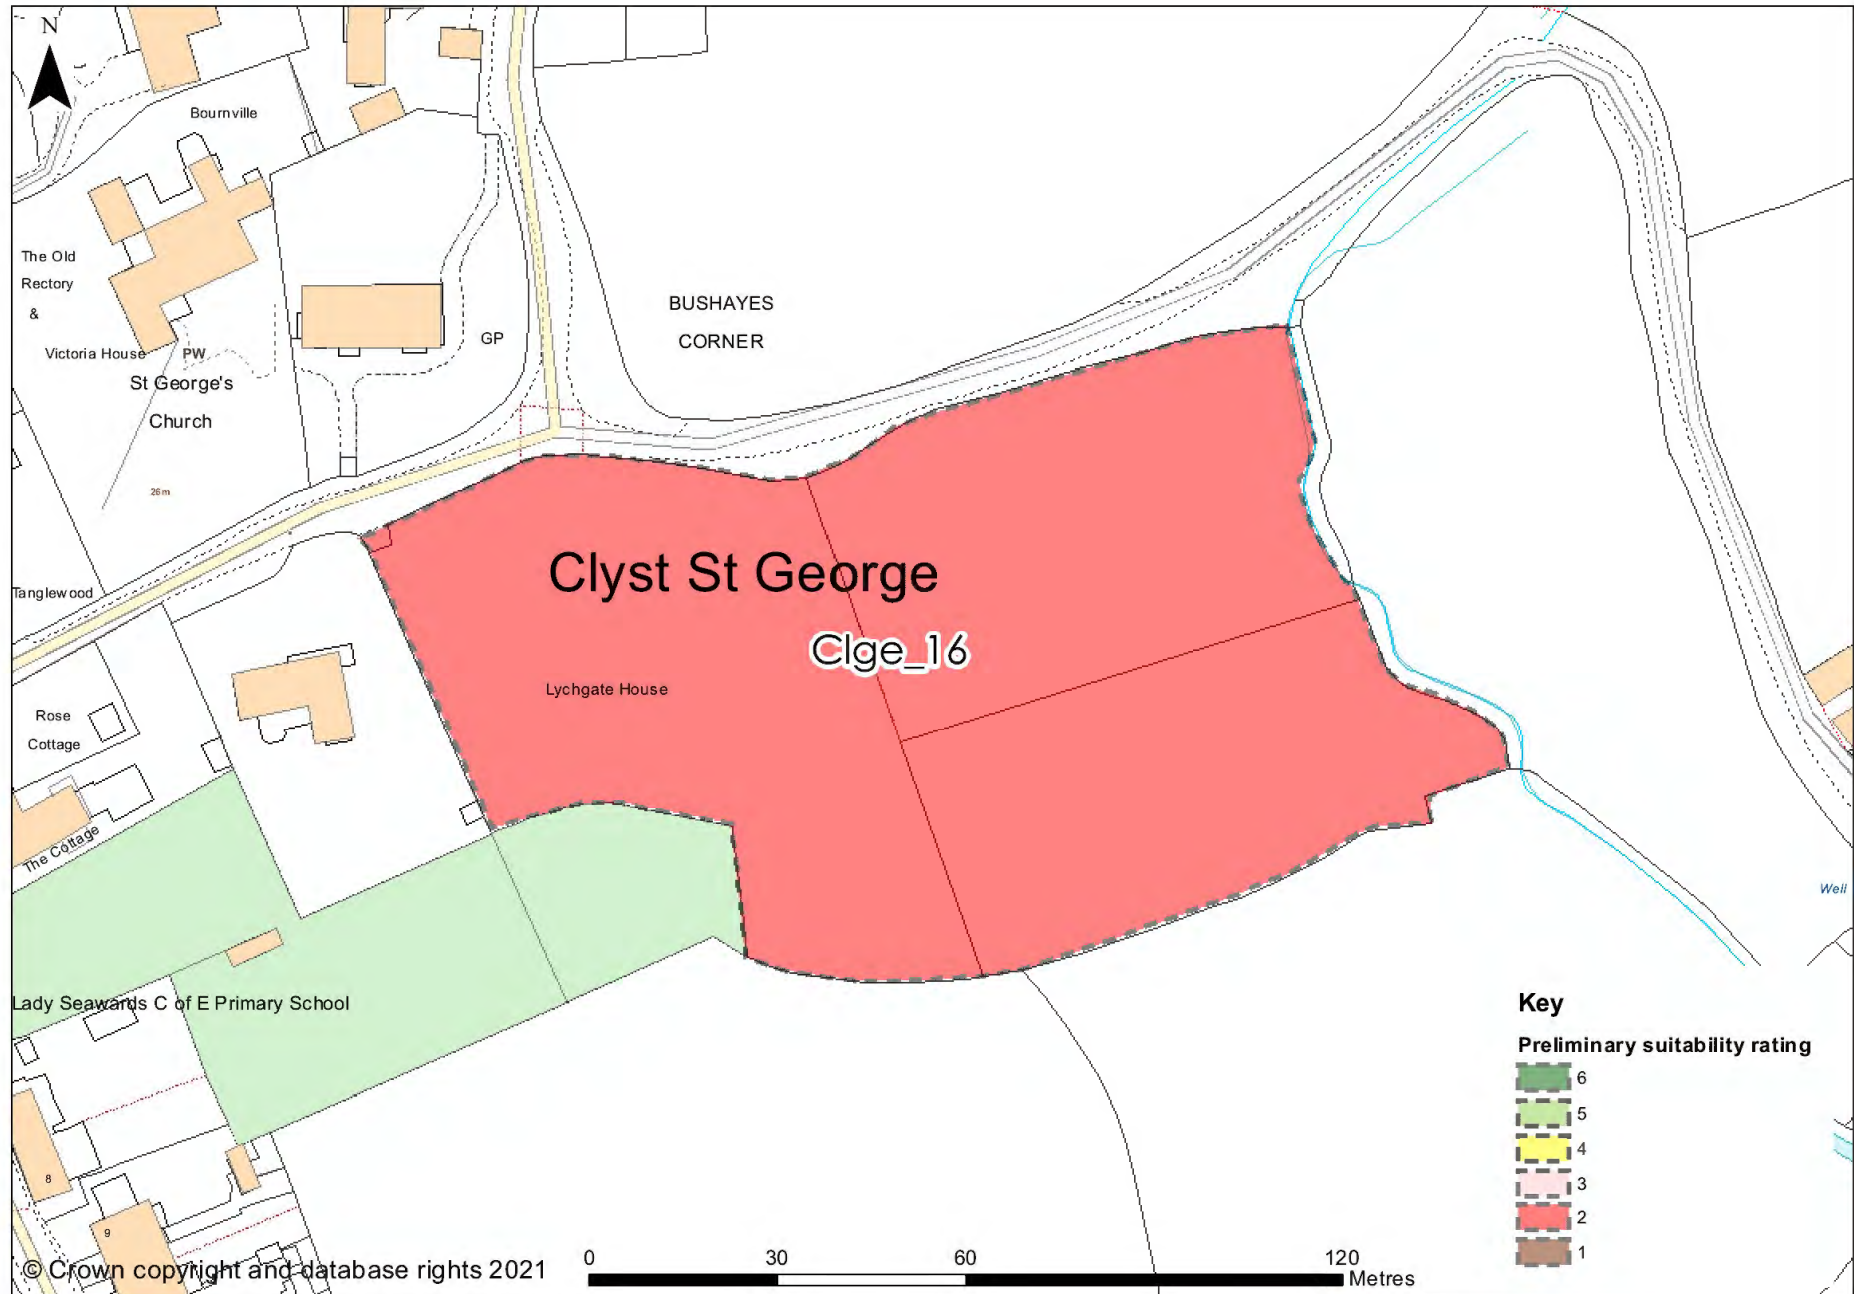 N
Bournville
The Old
Rectory
&
Victoria House
PW
St George's
Church
GP
BUSHAYES
CORNER
26m
Tanglewood
Clyst St George
Clge_16
Lychgate House
Rose
Cottage
The Cottage
Well
Lady Seawards C of E Primary School
8
9
Key
Preliminary suitability rating
6
5
4
3
2
1
0 30 60 120
Metres
© Crown copyright and database rights 2021